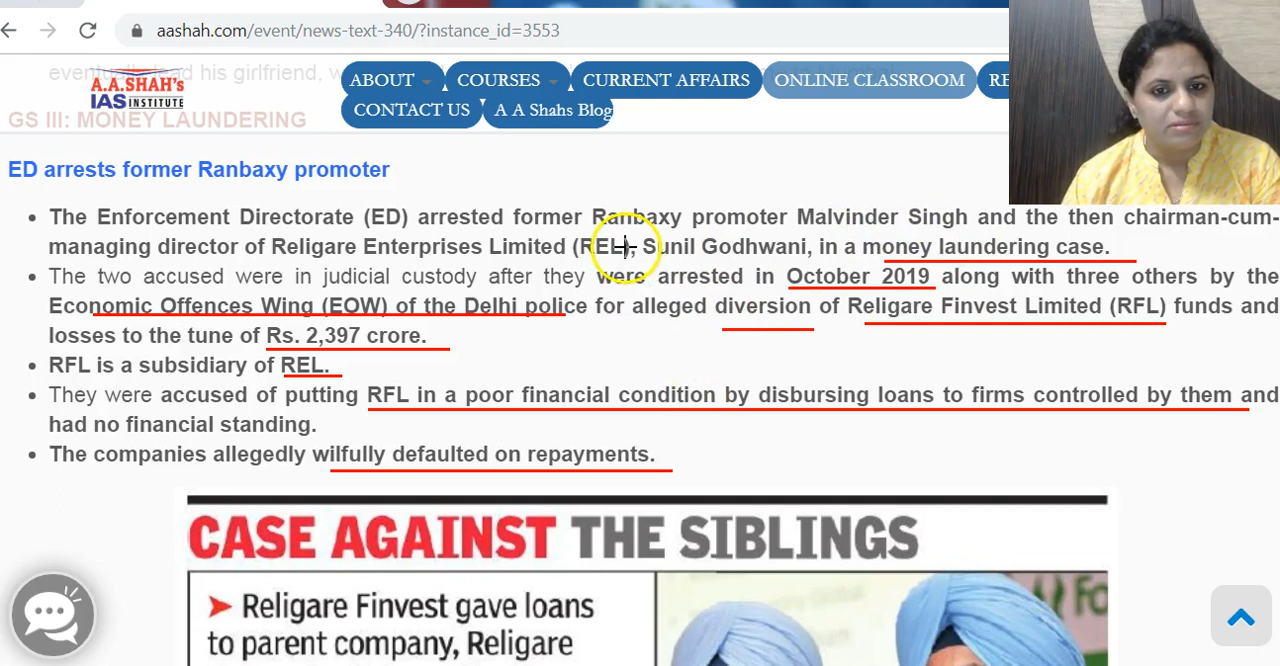 aashah.com/event/news-text-340/?instance_id=3553
A.A.SHAH's
IAS INSTITUTE
ABOUT COURSES CURRENT AFFAIRS ONLINE CLASSROOM RE
CONTACT US A A Shahs Blog
his girlfriend,
GS III: MONEY LAUNDERING
ED arrests former Ranbaxy promoter
The Enforcement Directorate (ED) arrested former Ranbaxy promoter Malvinder Singh and the then chairman-cum-
managing director of Religare Enterprises Limited (REL), Sunil Godhwani, in a money laundering case.
The two accused were in judicial custody after they were arrested in October 2019 along with three others by the
Economic Offences Wing (EOW) of the Delhi police for alleged diversion of Religare Finvest Limited (RFL) funds and
losses to the tune of Rs. 2,397 crore.
RFL is a subsidiary of REL.
They were accused of putting RFL in a poor financial condition by disbursing loans to firms controlled by them and
had no financial standing.
The companies allegedly wilfully defaulted on repayments.
CASE AGAINST THE SIBLINGS
Religare Finvest gave loans
to parent company, Religare